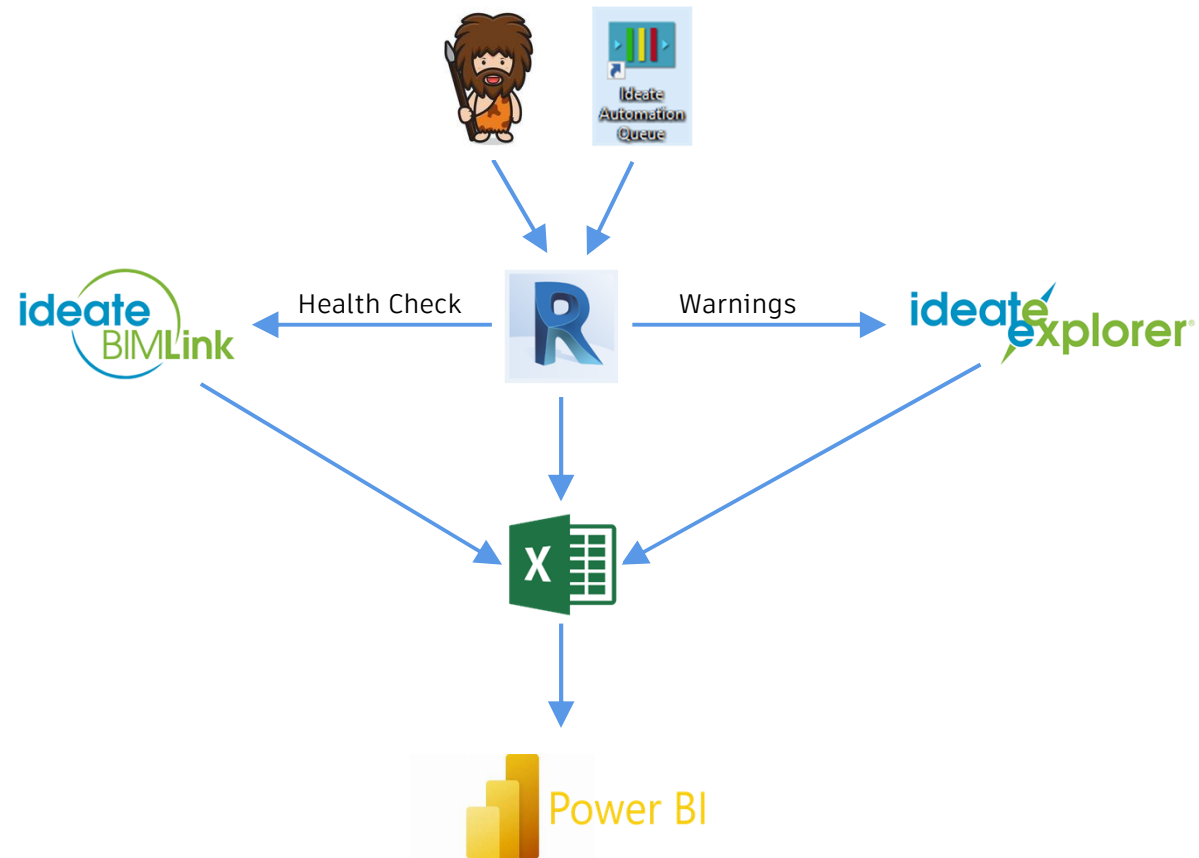 Ideate
Automation
Queue
Health Check
Warnings
ideate
BIMLink
R
ideate
explorer®
X
Power BI